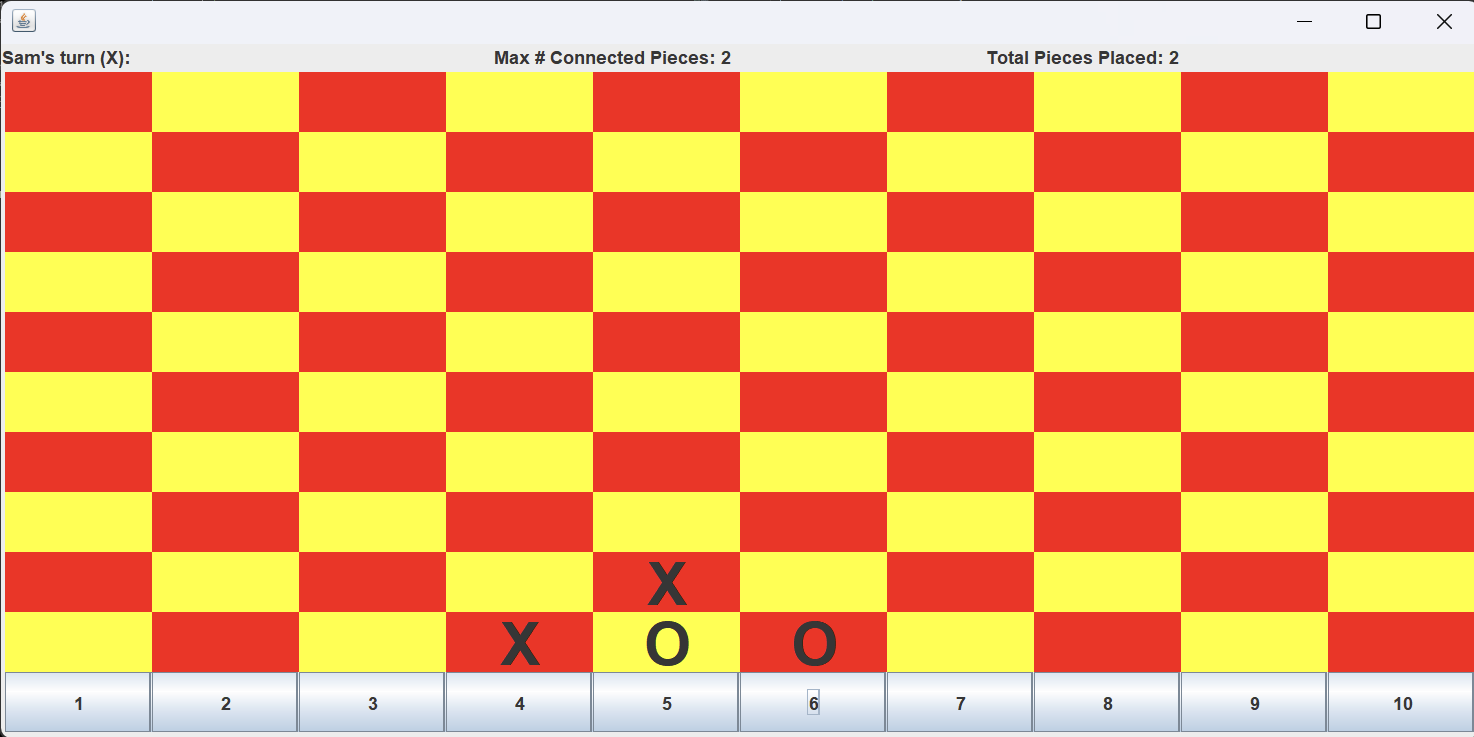 Sam's turn (X): Max # Connected Pieces: 2 Total Pieces Placed: 2
X
X O O
1 2 3 4 5 6 7 8 9 10